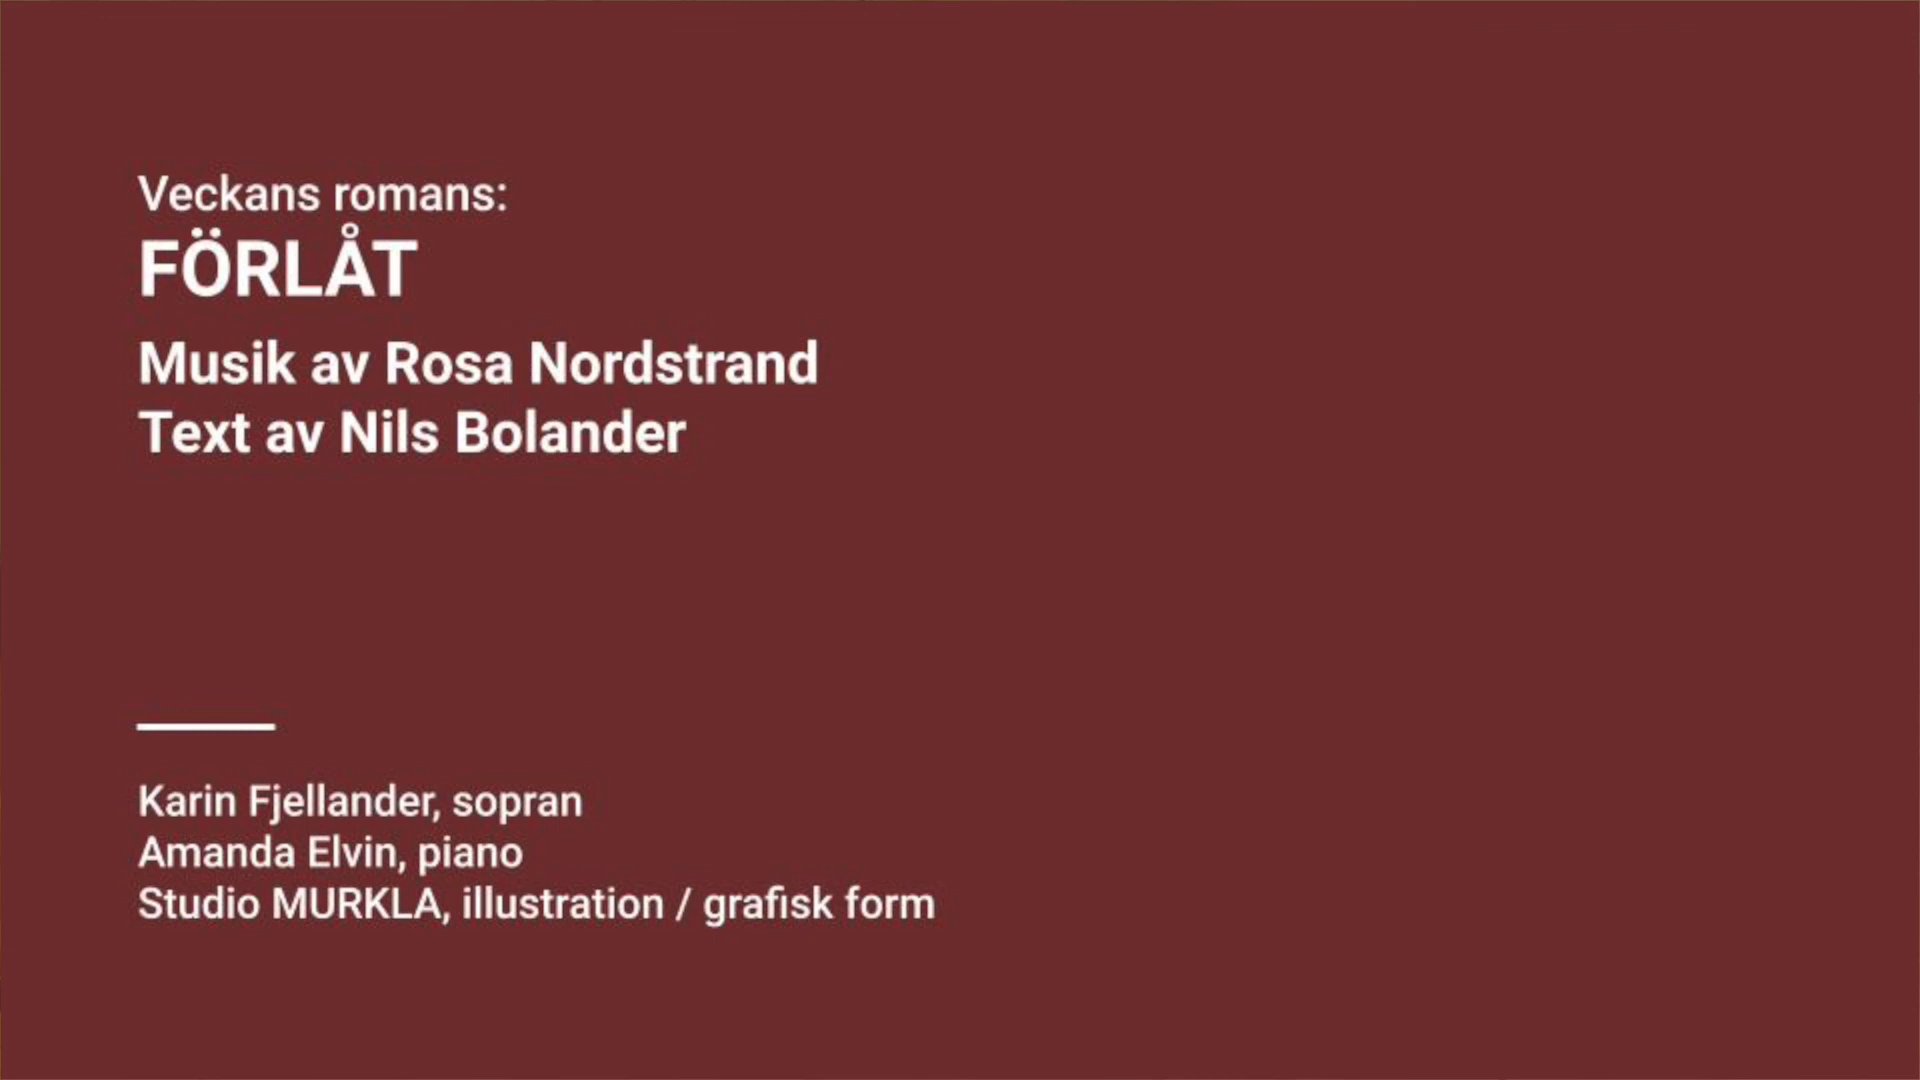 Veckans romans:
FÖRLÅT
Musik av Rosa Nordstrand
Text av Nils Bolander
Karin Fjellander, sopran
Amanda Elvin, piano
Studio MURKLA, illustration / grafisk form